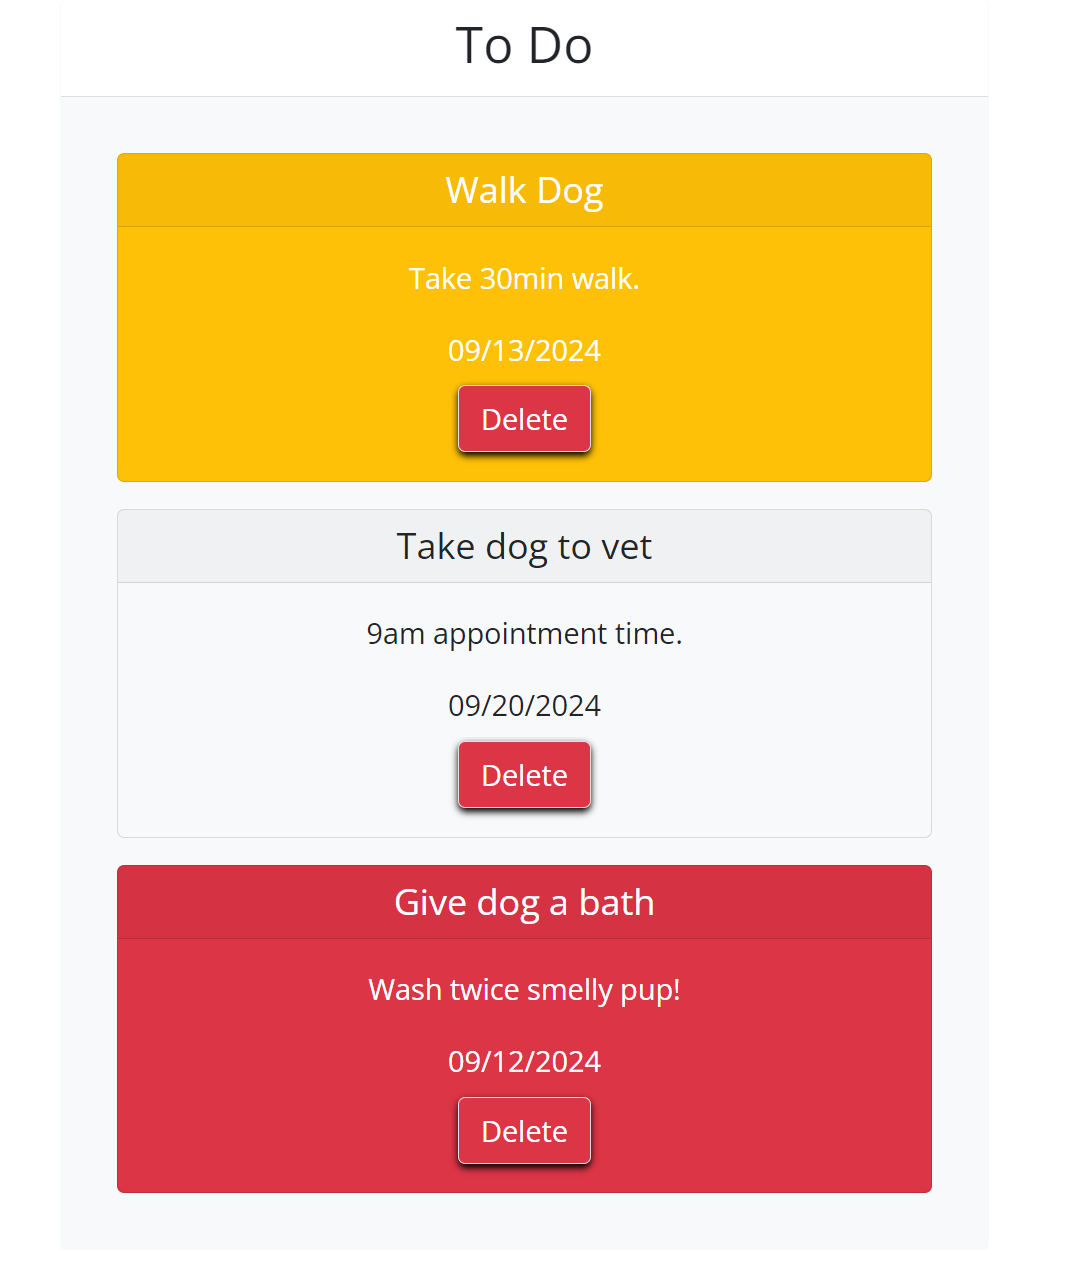 To Do
Walk Dog
Take 30min walk.
09/13/2024
Delete
Take dog to vet
9am appointment time.
09/20/2024
Delete
Give dog a bath
Wash twice smelly pup!
09/12/2024
Delete